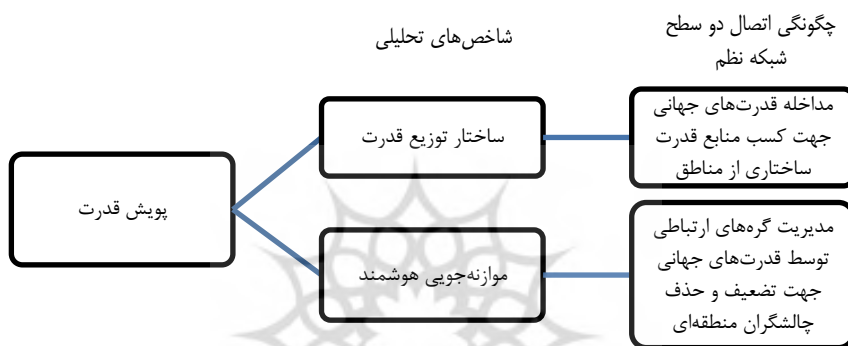 چگونگی اتصال دو سطح
شبکه نظم
شاخص‌های تحلیلی
مداخله قدرت‌های جهانی
جهت کسب منابع قدرت
ساختاری از مناطق
ساختار توزیع قدرت
پویش قدرت
مدیریت گره‌های ارتباطی
توسط قدرت‌های جهانی
جهت تضعیف و حذف
چالشگران منطقه‌ای
موازنه‌جویی هوشمند